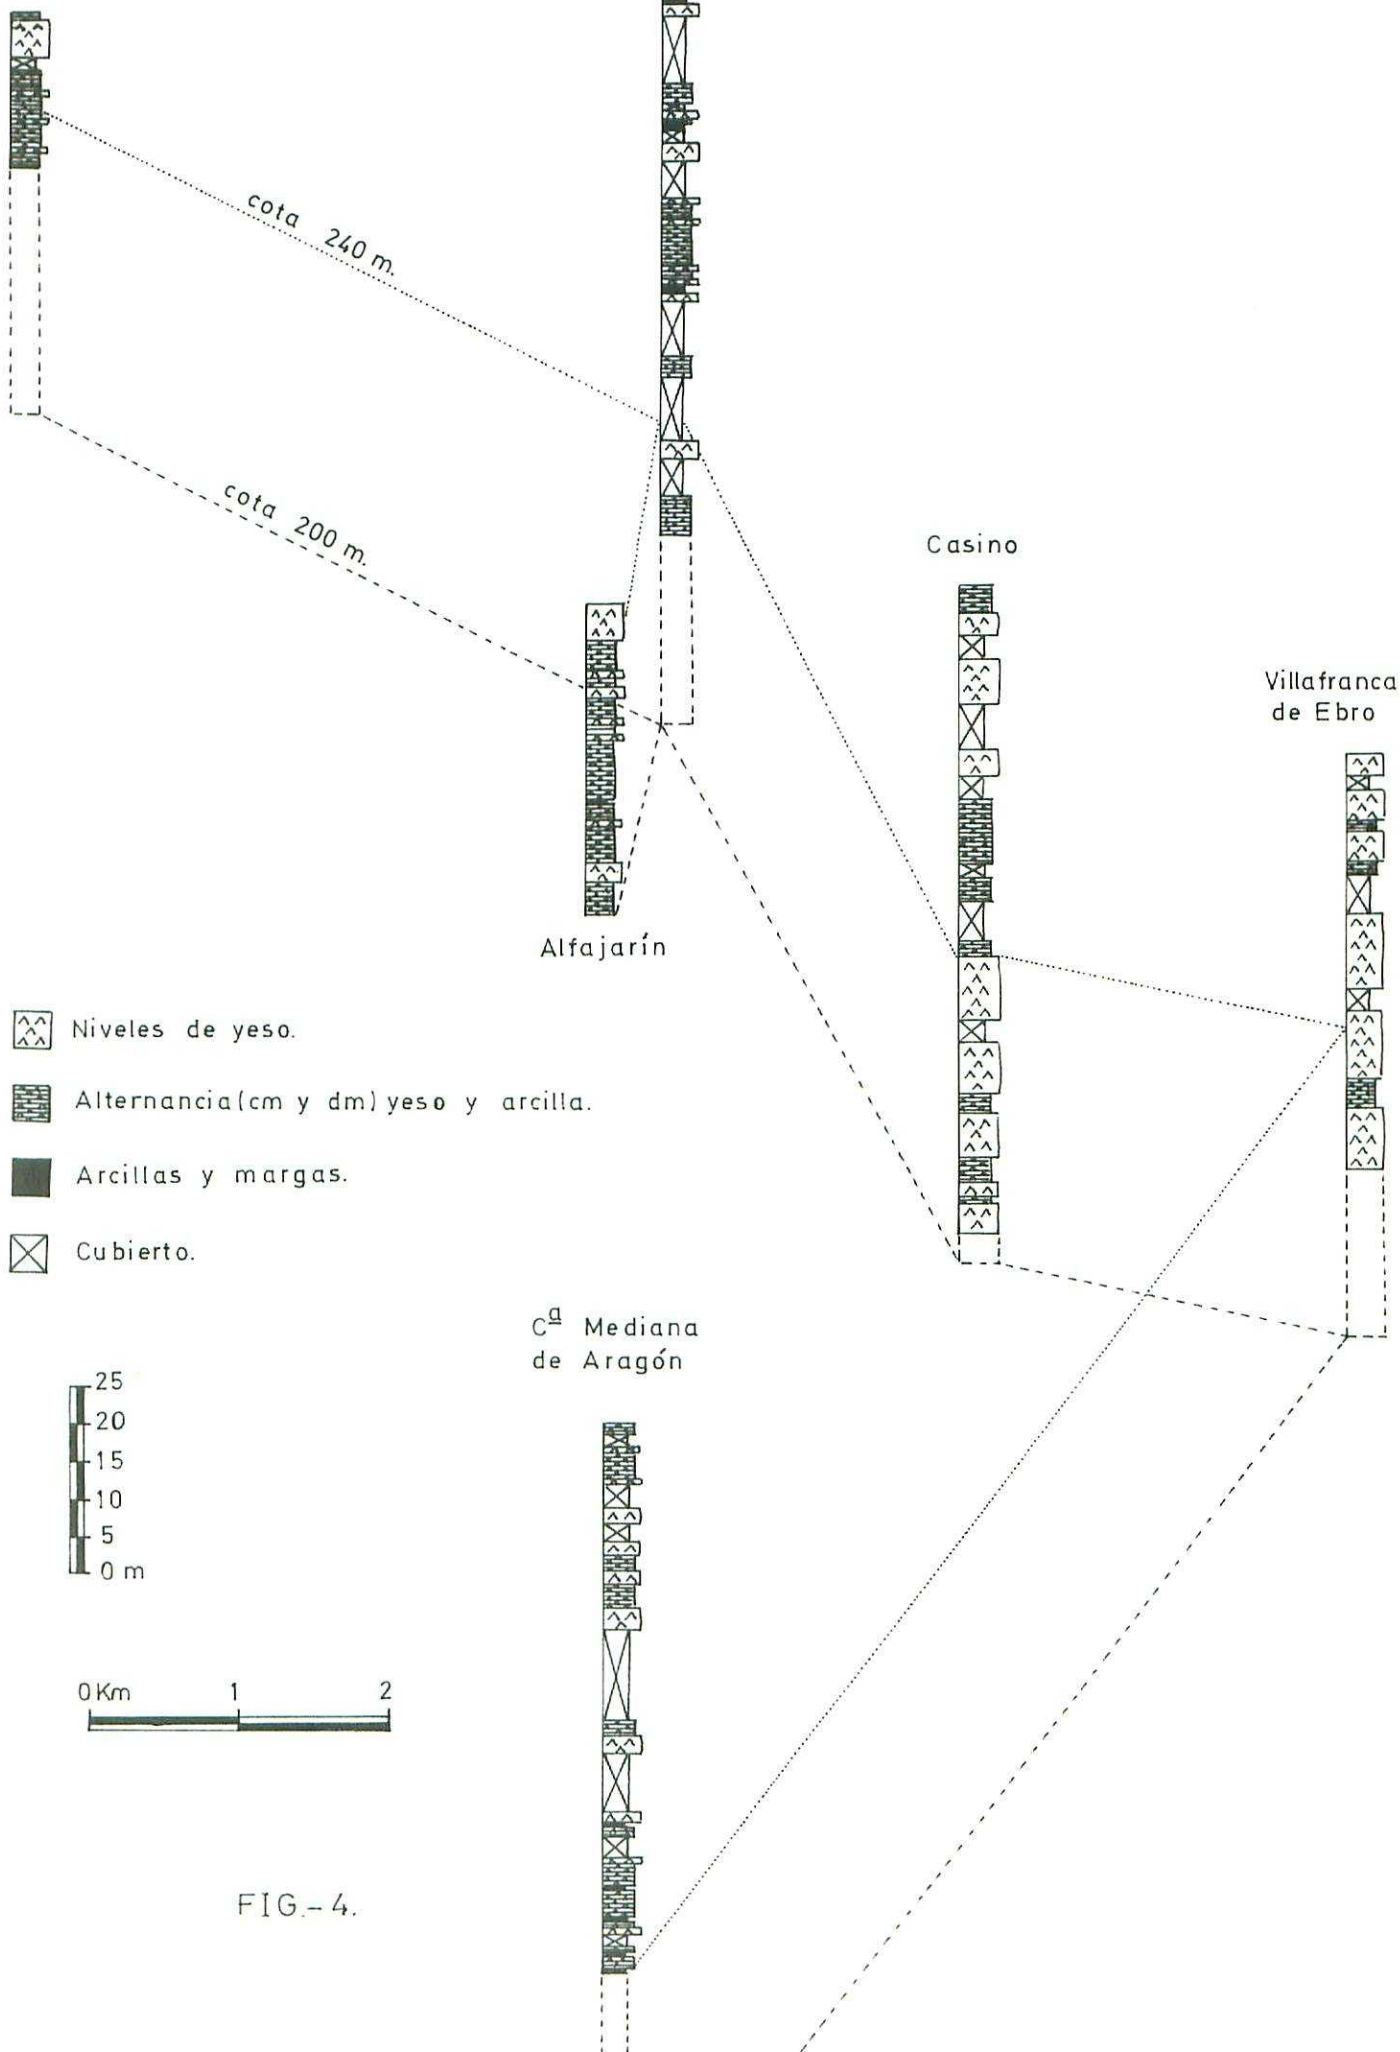 cota 240 m.
cota 200 m.
Casino
Villafranca
de Ebro
Alfajarín
Niveles de yeso.
Alternancia (cm y dm) yeso y arcilla.
Arcillas y margas.
Cubierto.
Cª Mediana
de Aragón
25
20
15
10
5
0 m
0 Km 1 2
FIG.-4.